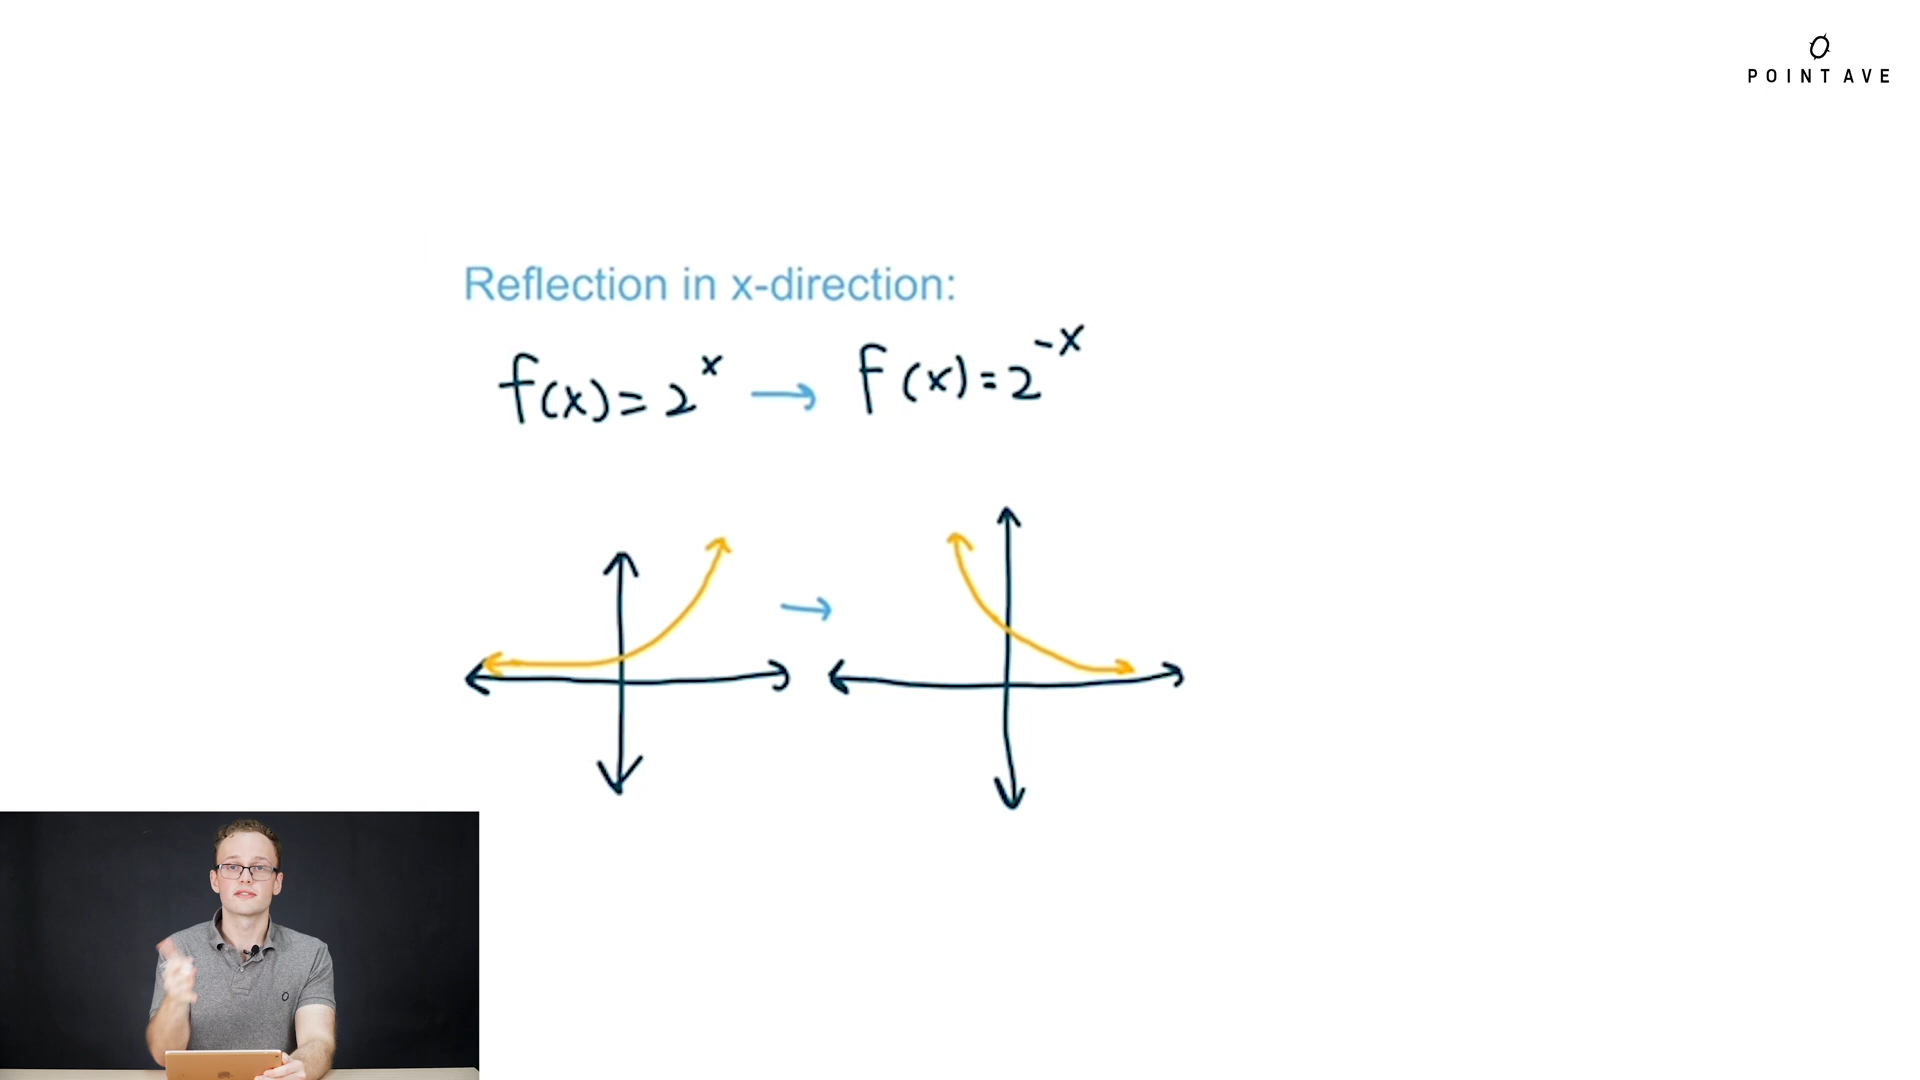 POINT AVE
Reflection in x-direction:
f(x) = 2^x → f(x) = 2^-x